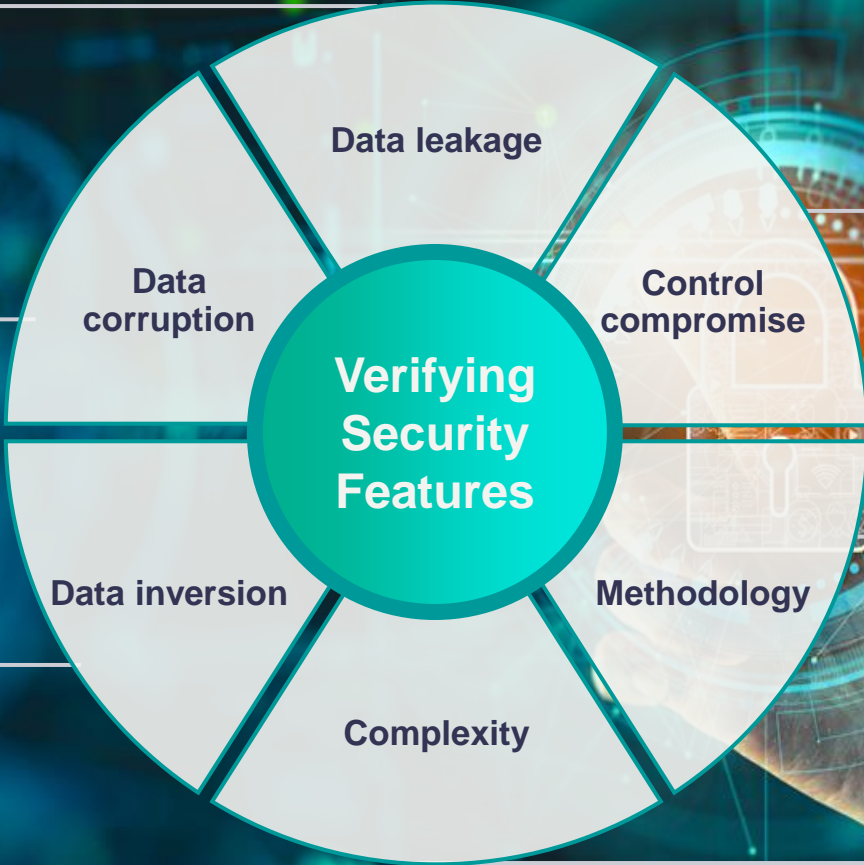 Data leakage
Data
corruption
Control
compromise
Verifying
Security
Features
Data inversion
Methodology
Complexity